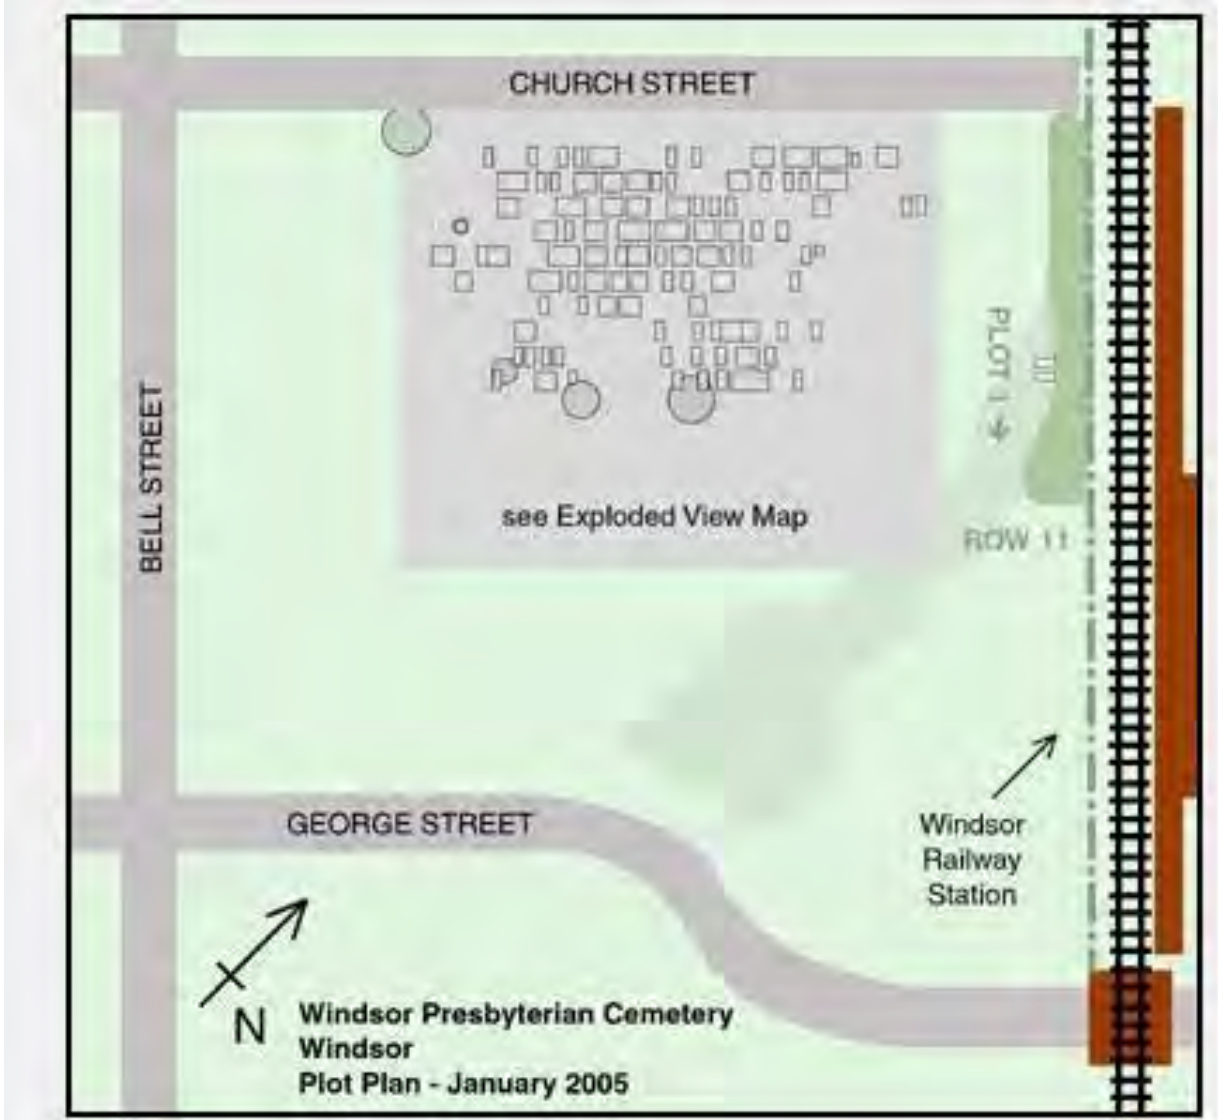 CHURCH STREET
PLOT 1
BELL STREET
see Exploded View Map
ROW 11
GEORGE STREET
Windsor
Railway
Station
N
Windsor Presbyterian Cemetery
Windsor
Plot Plan - January 2005